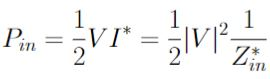 P_{in} = \frac{1}{2} V I^* = \frac{1}{2} |V|^2 \frac{1}{Z_{in}^*}